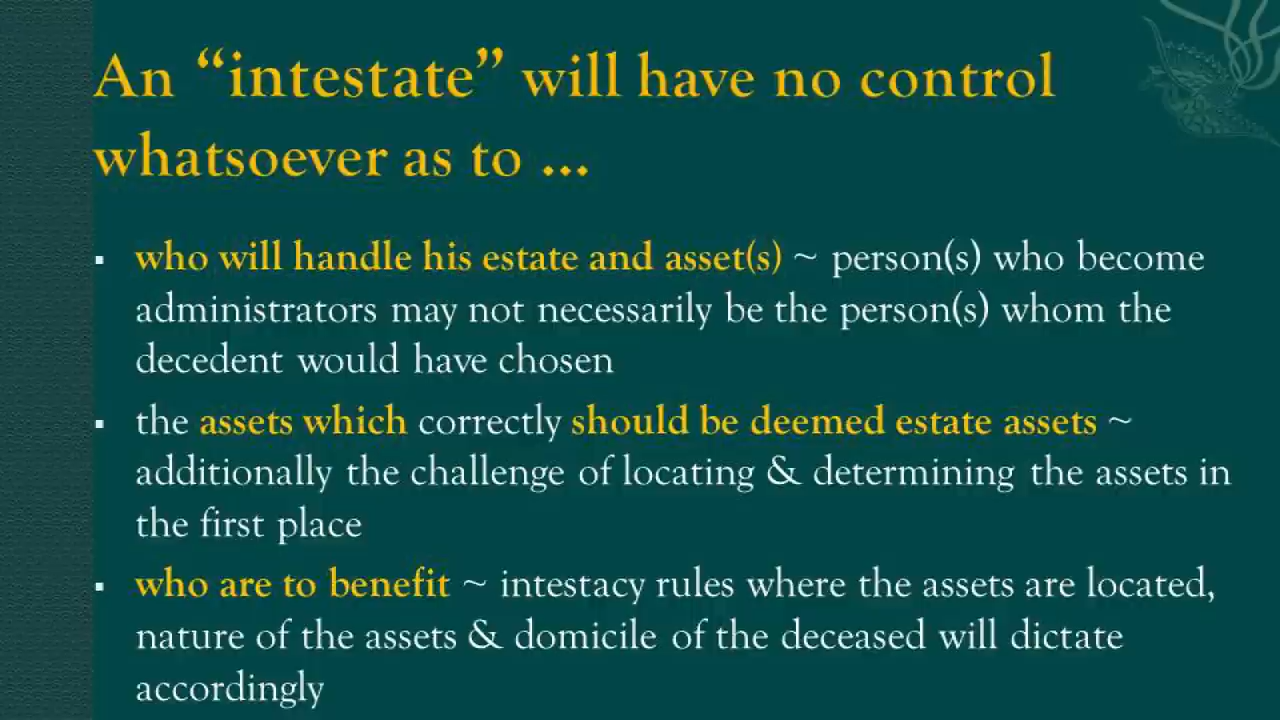 An “intestate” will have no control
whatsoever as to ...
▪ who will handle his estate and asset(s) ~ person(s) who become
administrators may not necessarily be the person(s) whom the
decedent would have chosen
▪ the assets which correctly should be deemed estate assets ~
additionally the challenge of locating & determining the assets in
the first place
▪ who are to benefit ~ intestacy rules where the assets are located,
nature of the assets & domicile of the deceased will dictate
accordingly